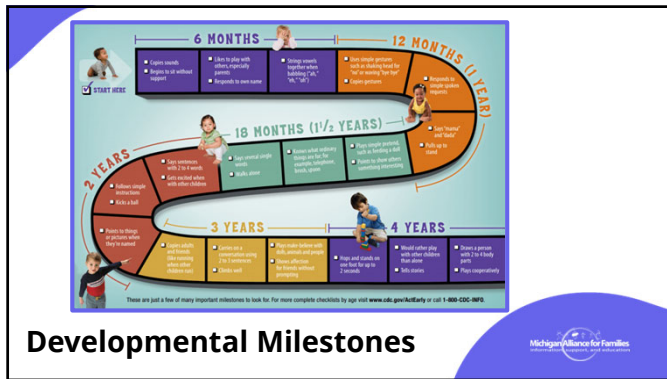 6 MONTHS
12 MONTHS (1 YEAR)
START HERE
Copies sounds
Begins to sit without
support
Likes to play with
others, especially
parents
Responds to own name
Strings vowels
together when
babbling ("ah,"
"eh," "oh")
Uses simple gestures
such as shaking head for
"no" or waving "bye bye"
Copies gestures
Responds to
simple spoken
requests
Says "mama"
and "dada"
Pulls up to
stand
18 MONTHS (1 1/2 YEARS)
Plays simple pretend,
such as feeding a doll
Points to show others
something interesting
Knows what ordinary
things are for; for
example, telephone,
brush, spoon
Says several single
words
Walks alone
2 YEARS
Says sentences
with 2 to 4 words
Gets excited when
with other children
Follows simple
instructions
Kicks a ball
Points to things
or pictures when
they're named
3 YEARS
Copies adults
and friends
(like running
when other
children run)
Carries on a
conversation using
2 to 3 sentences
Climbs well
Plays make believe with
dolls, animals and people
Shows affection
for friends without
prompting
4 YEARS
Hops and stands on
one foot for up to
2 seconds
Would rather play
with other children
than alone
Tells stories
Draws a person
with 2 to 4 body
parts
Plays cooperatively
These are just a few of many important milestones to look for. For more complete checklists by age visit www.cdc.gov/ActEarly or call 1-800-CDC-INFO.
Developmental Milestones
Michigan Alliance for Families
information, support, and education